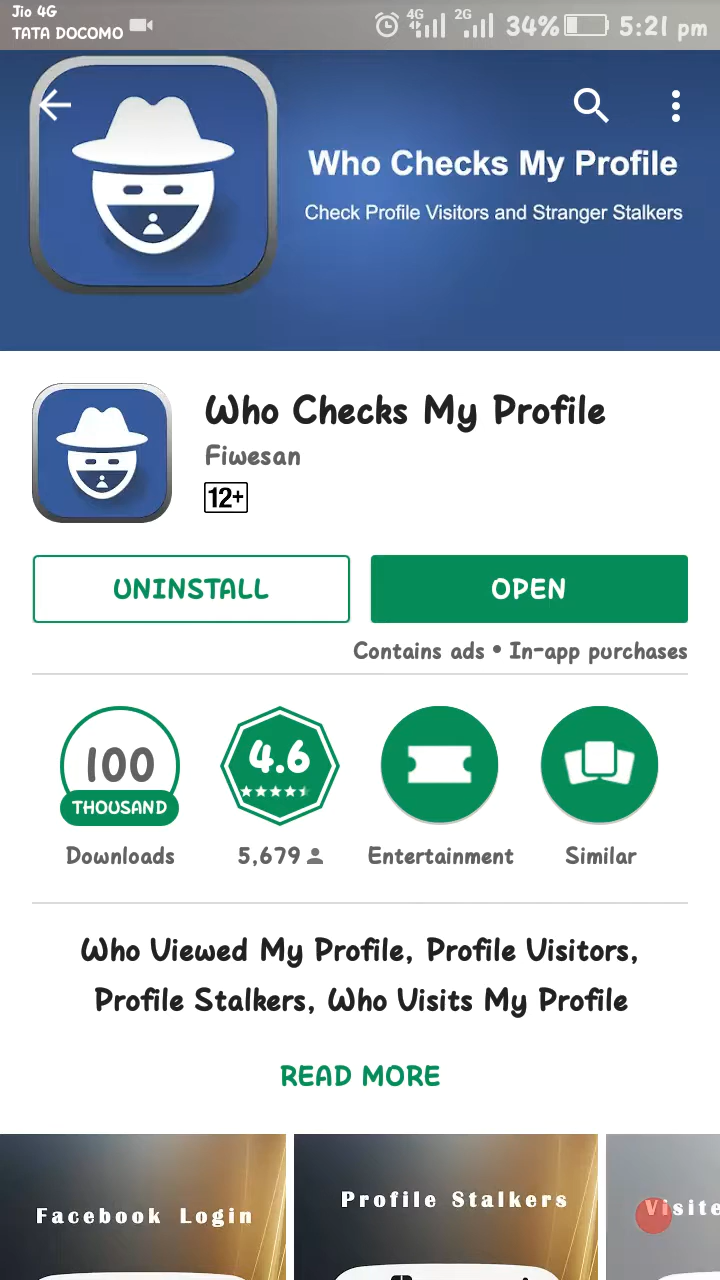 Jio 4G
TATA DOCOMO
4G 2G 34% 5:21 pm
Who Checks My Profile
Check Profile Visitors and Stranger Stalkers
Who Checks My Profile
Fiwesan
12+
UNINSTALL OPEN
Contains ads • In-app purchases
100
THOUSAND
4.6
Downloads 5,679 Entertainment Similar
Who Viewed My Profile, Profile Visitors,
Profile Stalkers, Who Visits My Profile
READ MORE
Facebook Login
Profile Stalkers